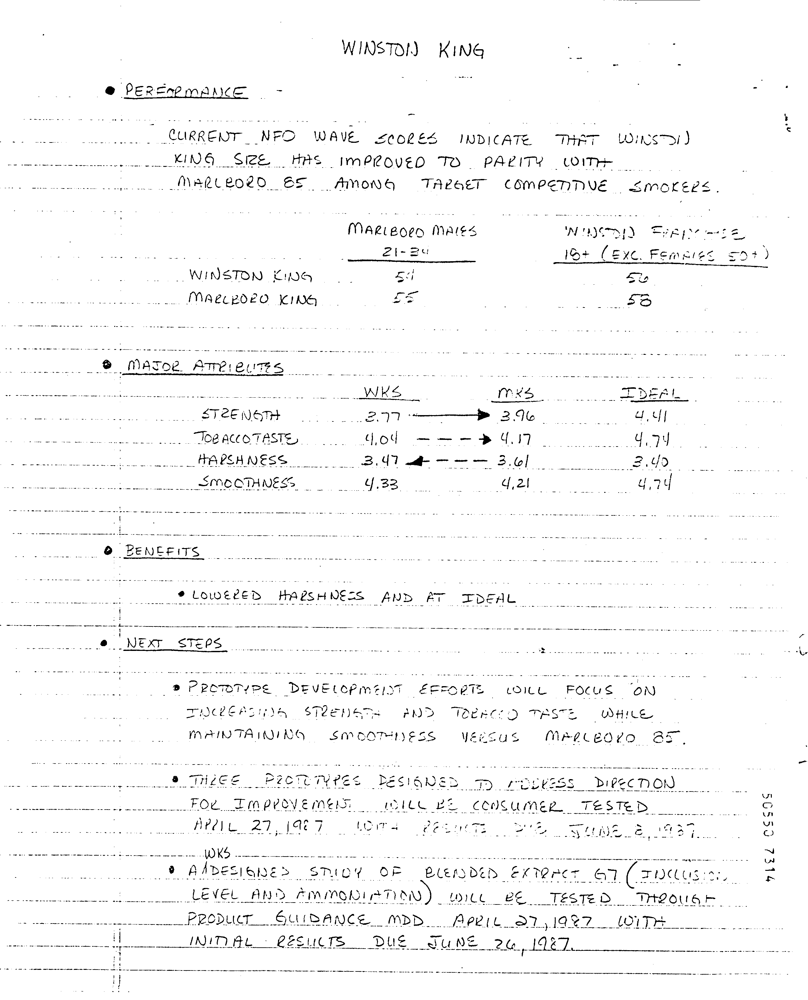 WINSTON KING
• PERFORMANCE -
CURRENT NFO WAVE SCORES INDICATE THAT WINSTON
KING SIZE HAS IMPROVED TO PARITY WITH
MARLBORO 85 AMONG TARGET COMPETITIVE SMOKERS.
MARLBORO MALES WINSTON FRANCHISE
21-24 18+ (EXC. FEMALES 50+)
WINSTON KING 54 56
MARLBORO KING 55 58
• MAJOR ATTRIBUTES
WKS MKS IDEAL
STRENGTH 3.77 → 3.96 4.41
TOBACCO TASTE 4.04 - - - → 4.17 4.74
HARSHNESS 3.47 ← - - - 3.61 3.40
SMOOTHNESS 4.33 4.21 4.74
• BENEFITS
• LOWERED HARSHNESS AND AT IDEAL
• NEXT STEPS
• PROTOTYPE DEVELOPMENT EFFORTS WILL FOCUS ON
INCREASING STRENGTH AND TOBACCO TASTE WHILE
MAINTAINING SMOOTHNESS VERSUS MARLBORO 85.
• THREE PROTOTYPES DESIGNED TO ADDRESS DIRECTION
FOR IMPROVEMENT WILL BE CONSUMER TESTED
APRIL 27, 1987 WITH RESULTS DUE JUNE 8, 1987.
WKS
• A/DESIGNED STUDY OF BLENDED EXTRACT G7 (INCLUSION
LEVEL AND AMMONIATION) WILL BE TESTED THROUGH
PRODUCT GUIDANCE MDD APRIL 27, 1987 WITH
INITIAL RESULTS DUE JUNE 26, 1987.
50550 7314